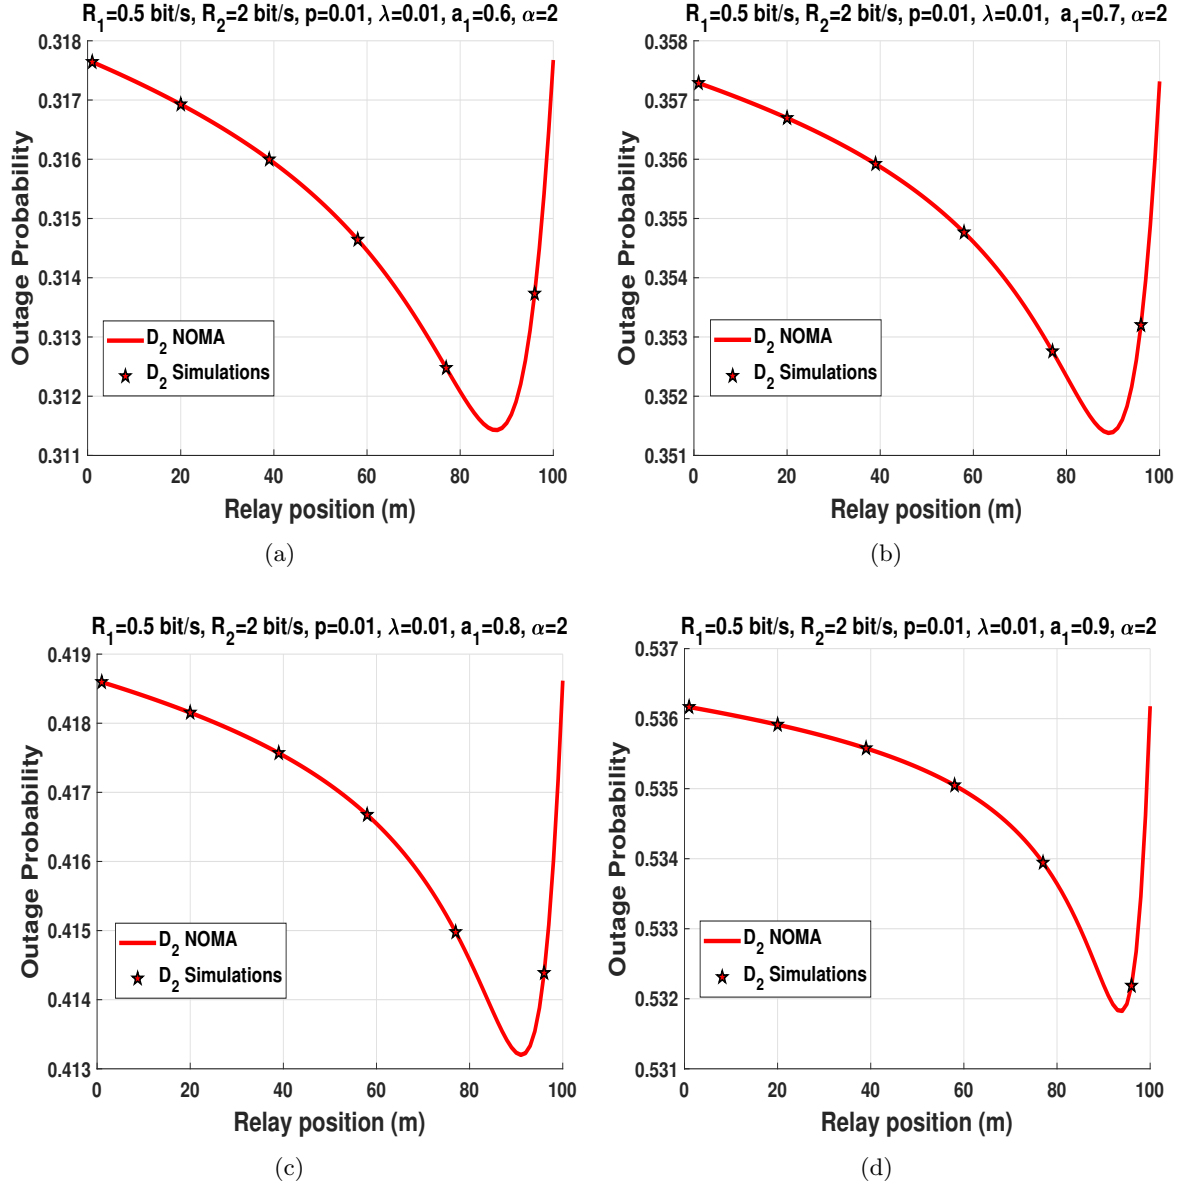 R1=0.5 bit/s, R2=2 bit/s, p=0.01, λ=0.01, a1=0.6, α=2
0.318
0.317
0.316
0.315
0.314
0.313
0.312
0.311
Outage Probability
D2 NOMA
D2 Simulations
0 20 40 60 80 100
Relay position (m)
(a)
R1=0.5 bit/s, R2=2 bit/s, p=0.01, λ=0.01, a1=0.7, α=2
0.358
0.357
0.356
0.355
0.354
0.353
0.352
0.351
Outage Probability
D2 NOMA
D2 Simulations
0 20 40 60 80 100
Relay position (m)
(b)
R1=0.5 bit/s, R2=2 bit/s, p=0.01, λ=0.01, a1=0.8, α=2
0.419
0.418
0.417
0.416
0.415
0.414
0.413
Outage Probability
D2 NOMA
D2 Simulations
0 20 40 60 80 100
Relay position (m)
(c)
R1=0.5 bit/s, R2=2 bit/s, p=0.01, λ=0.01, a1=0.9, α=2
0.537
0.536
0.535
0.534
0.533
0.532
0.531
Outage Probability
D2 NOMA
D2 Simulations
0 20 40 60 80 100
Relay position (m)
(d)